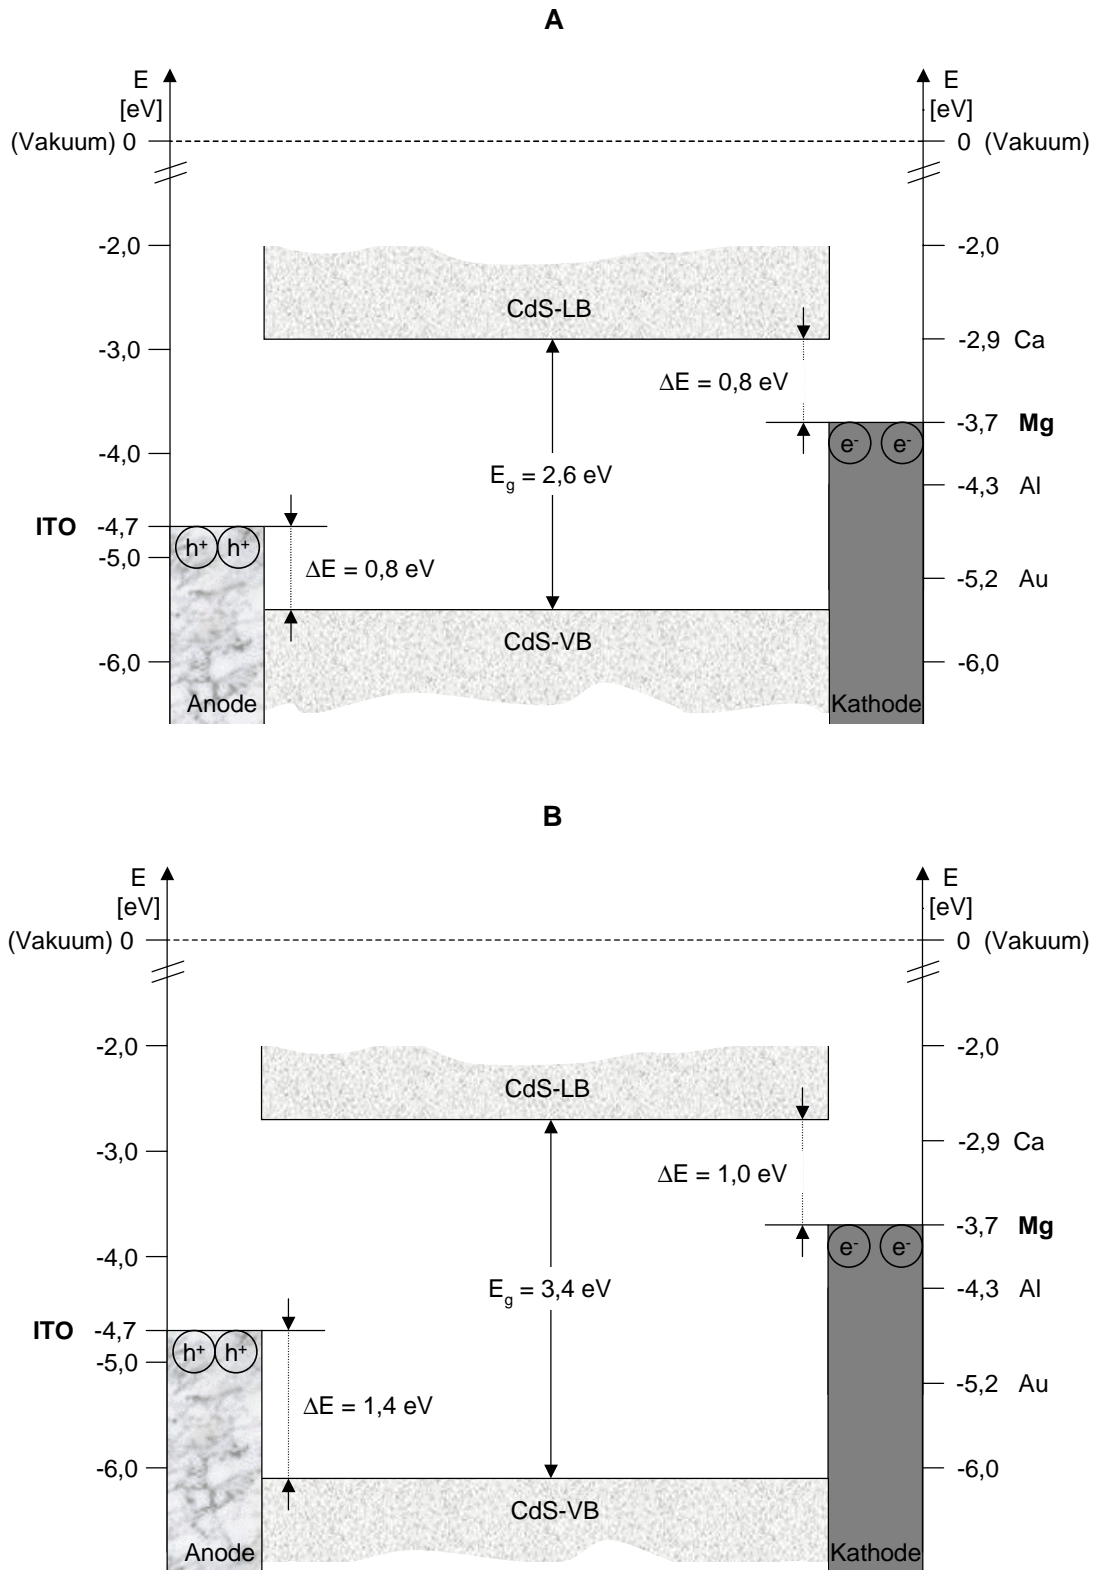 A
E
[eV]
E
[eV]
(Vakuum) 0
0 (Vakuum)
-2,0
-2,0
CdS-LB
-3,0
-2,9 Ca
ΔE = 0,8 eV
-3,7 Mg
e- e-
-4,0
E_g = 2,6 eV
-4,3 Al
ITO -4,7
h+ h+
-5,0
ΔE = 0,8 eV
-5,2 Au
CdS-VB
-6,0
-6,0
Anode
Kathode
B
E
[eV]
E
[eV]
(Vakuum) 0
0 (Vakuum)
-2,0
-2,0
CdS-LB
-3,0
-2,9 Ca
ΔE = 1,0 eV
-3,7 Mg
e- e-
-4,0
E_g = 3,4 eV
-4,3 Al
ITO -4,7
h+ h+
-5,0
ΔE = 1,4 eV
-5,2 Au
-6,0
-6,0
CdS-VB
Anode
Kathode